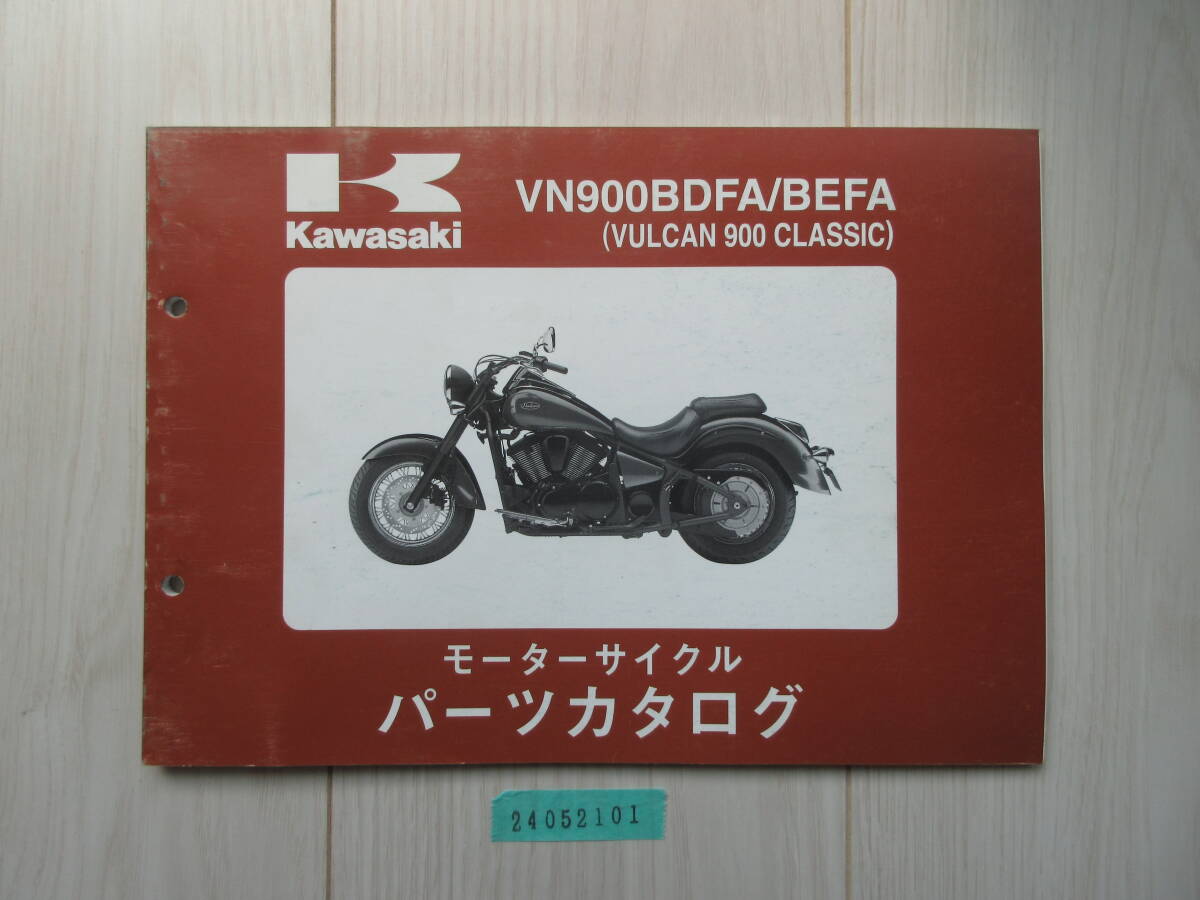 Kawasaki
VN900BDFA/BEFA
(VULCAN 900 CLASSIC)
モーターサイクル
パーツカタログ
24052101